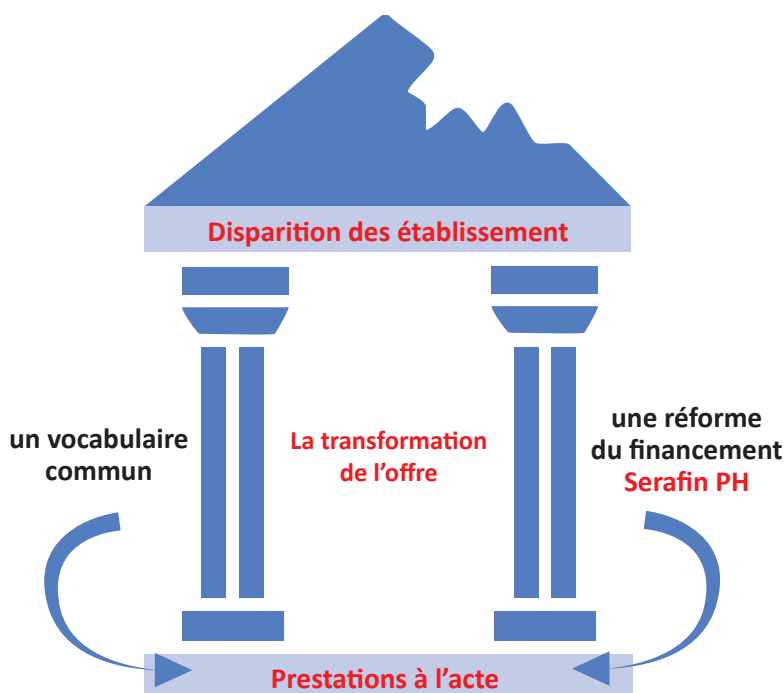 Disparition des établissement
un vocabulaire
commun
La transformation
de l'offre
une réforme
du financement
Serafin PH
Prestations à l'acte